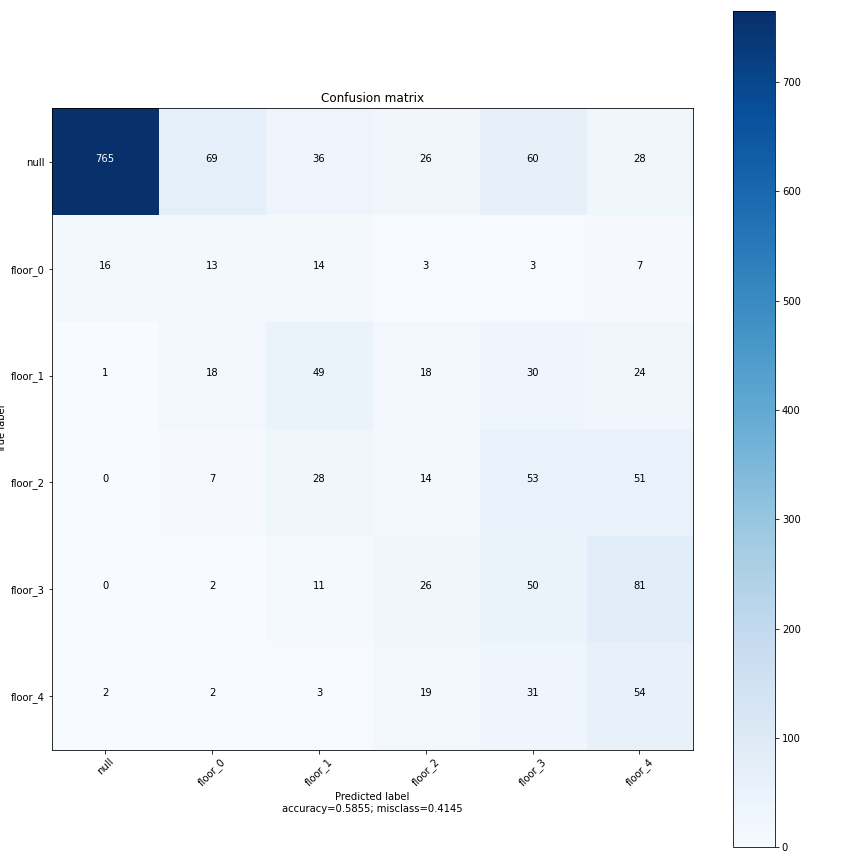 Confusion matrix
null 765 69 36 26 60 28
floor_0 16 13 14 3 3 7
floor_1 1 18 49 18 30 24
floor_2 0 7 28 14 53 51
floor_3 0 2 11 26 50 81
floor_4 2 2 3 19 31 54
null floor_0 floor_1 floor_2 floor_3 floor_4
Predicted label
accuracy=0.5855; misclass=0.4145
700
600
500
400
300
200
100
0